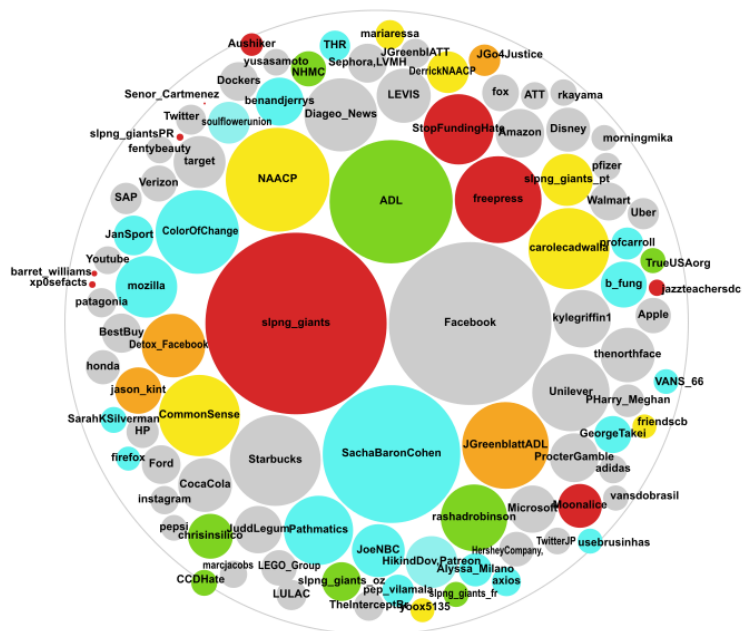 mariaressa
Aushiker
THR
JGreenblATT
yusasamoto
Sephora,LVMH
JGo4Justice
NHMC
DerrickNAACP
Dockers
Senor_Cartmenez
benandjerrys
LEVIS
fox
ATT
rkayama
Twitter
soulflowerunion
Diageo_News
StopFundingHate
Amazon
Disney
slpng_giantsPR
fentybeauty
morningmika
target
pfizer
NAACP
slpng_giants_pt
Verizon
ADL
freepress
Walmart
SAP
Uber
JanSport
ColorOfChange
carolecadwalla
profcarroll
Youtube
TrueUSAorg
barret_williams
xp0sefacts
mozilla
b_fung
jazzteachersdc
patagonia
slpng_giants
Facebook
kylegriffin1
Apple
BestBuy
Detox_Facebook
thenorthface
honda
VANS_66
jason_kint
Unilever
PHarry_Meghan
SarahKSilverman
CommonSense
friendscb
HP
GeorgeTakei
JGreenblattADL
firefox
Starbucks
SachaBaronCohen
ProcterGamble
Ford
adidas
CocaCola
instagram
vansdobrasil
Microsoft
Moonalice
rashadrobinson
pepsi
chrisinsilico
JuddLegum
Pathmatics
TwitterJP
usebrusinhas
JoeNBC
HersheyCompany,
HikindDov,Patreon
marcjacobs
LEGO_Group
Alyssa_Milano
CCDHate
slpng_giants_oz
axios
LULAC
pep_vilamala
slpng_giants_fr
TheInterceptBr
yoox5135